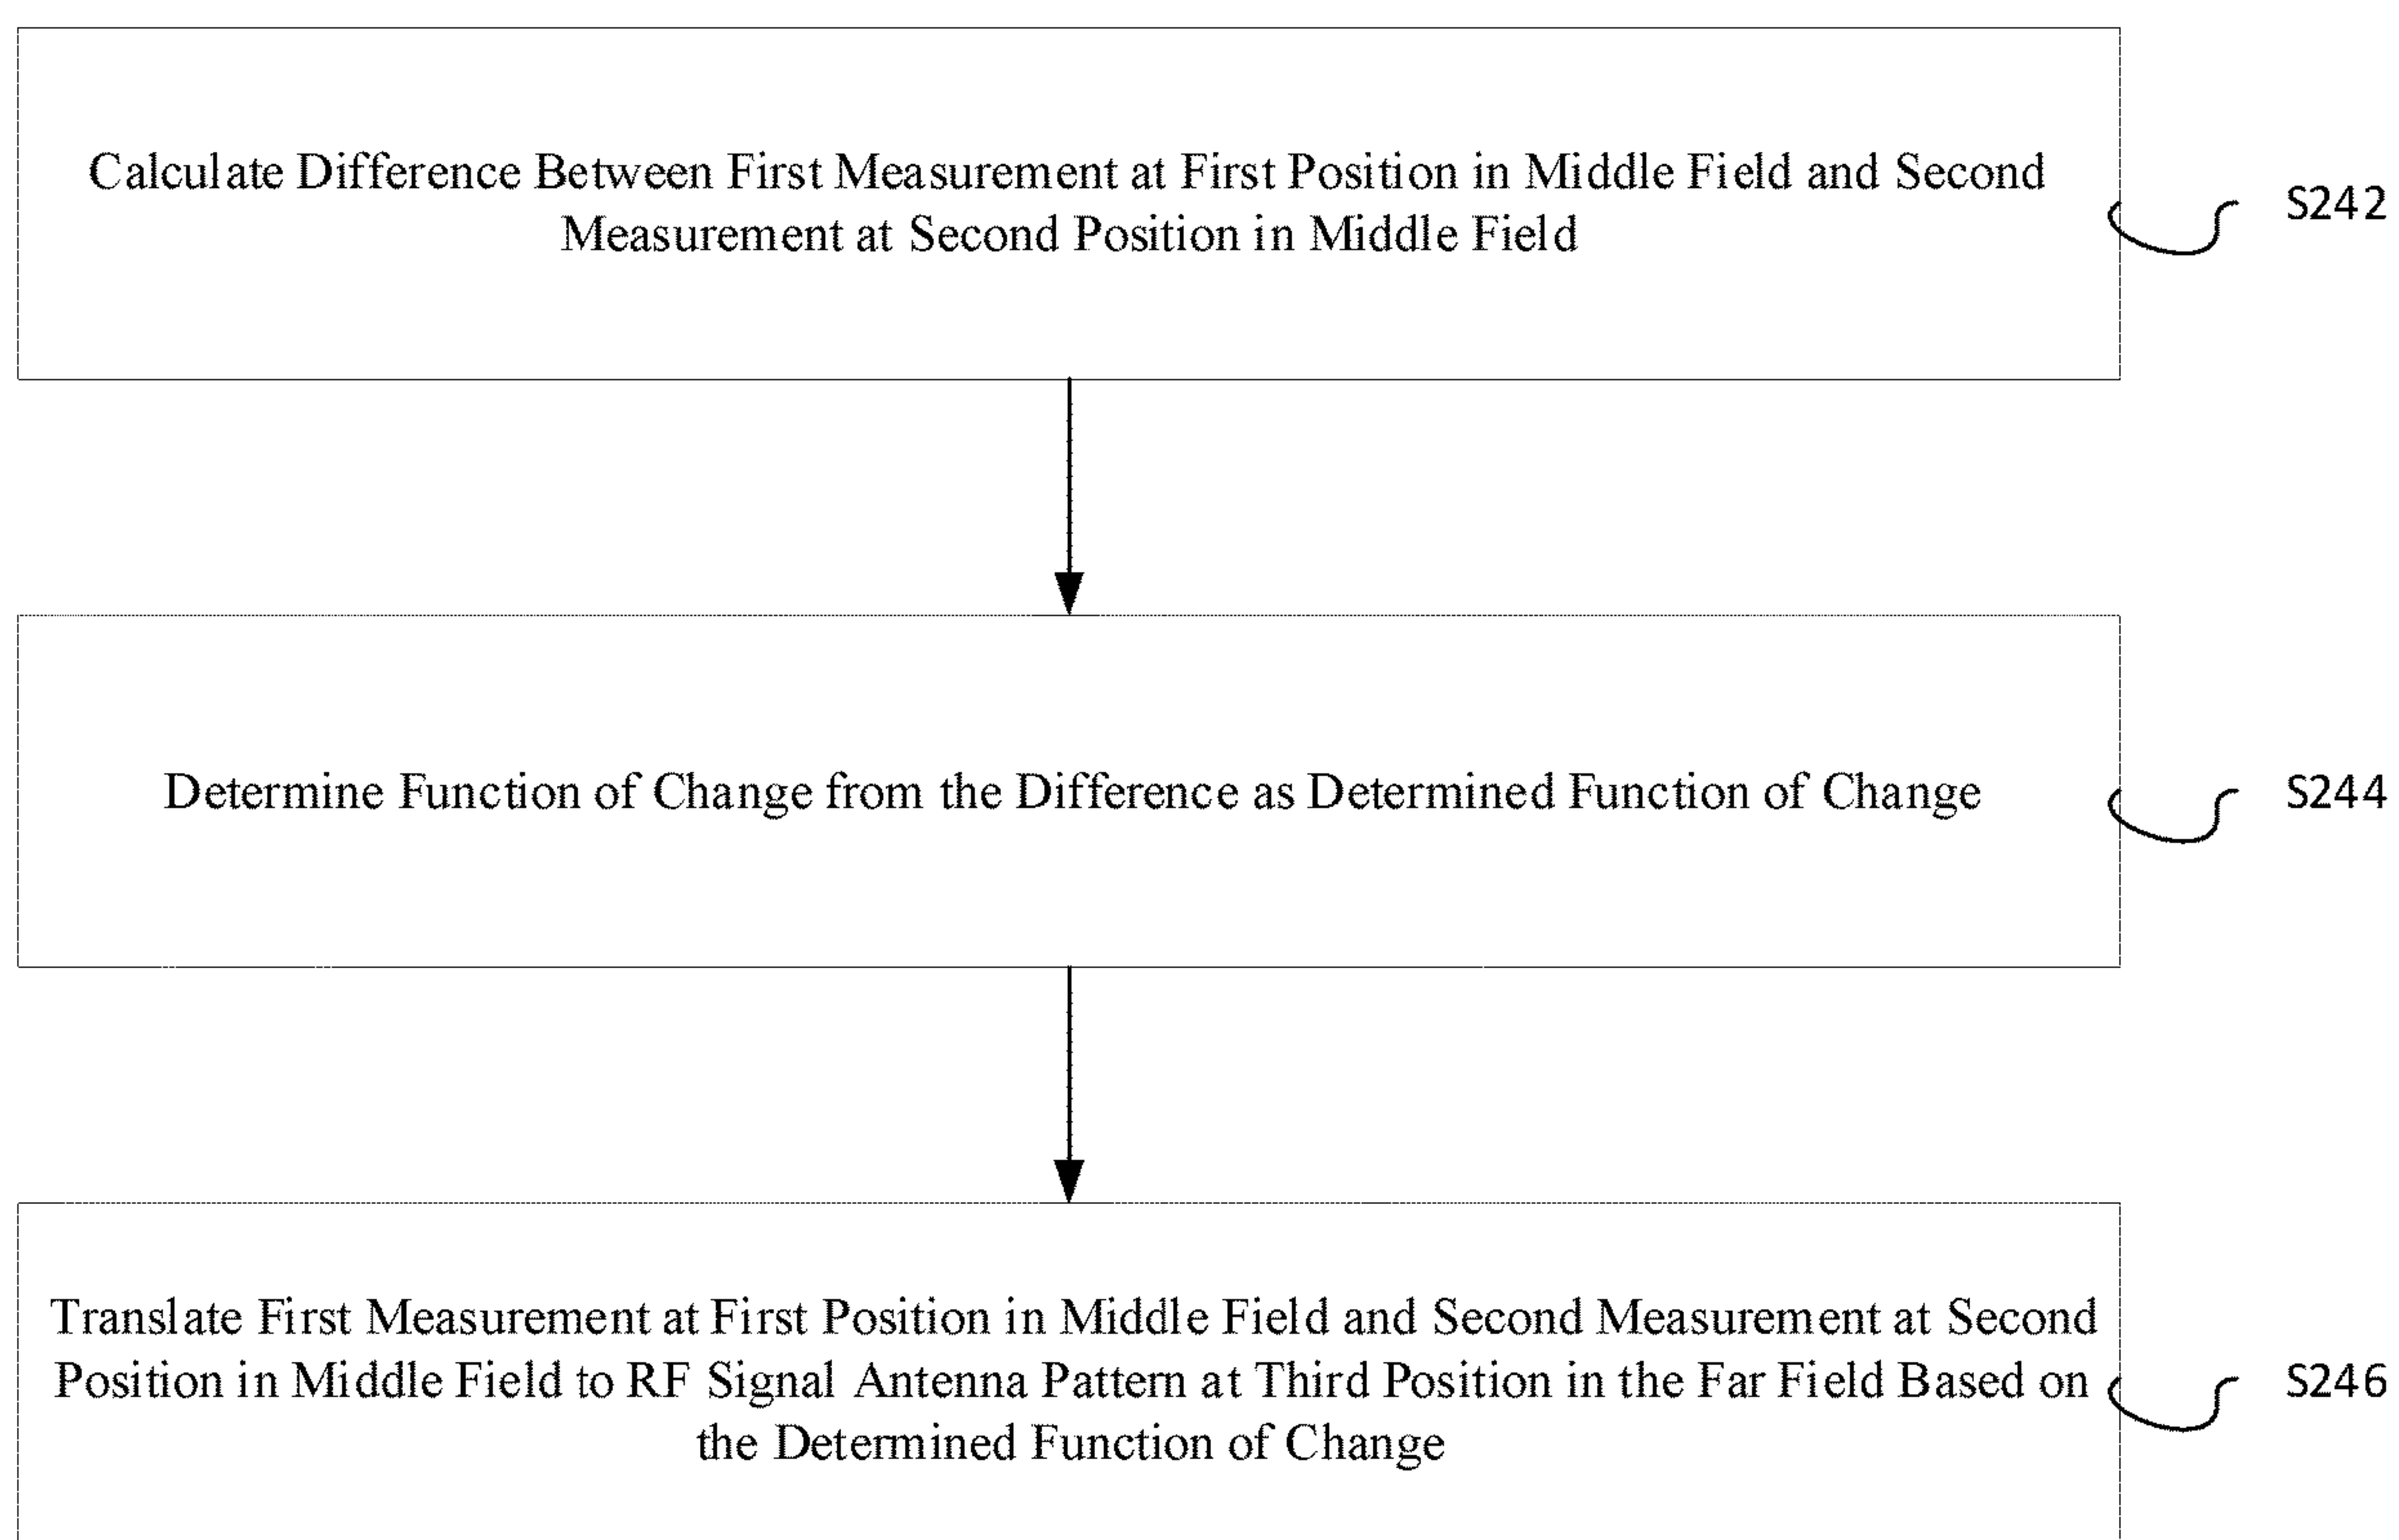 Calculate Difference Between First Measurement at First Position in Middle Field and Second
Measurement at Second Position in Middle Field
S242
Determine Function of Change from the Difference as Determined Function of Change
S244
Translate First Measurement at First Position in Middle Field and Second Measurement at Second
Position in Middle Field to RF Signal Antenna Pattern at Third Position in the Far Field Based on
the Determined Function of Change
S246